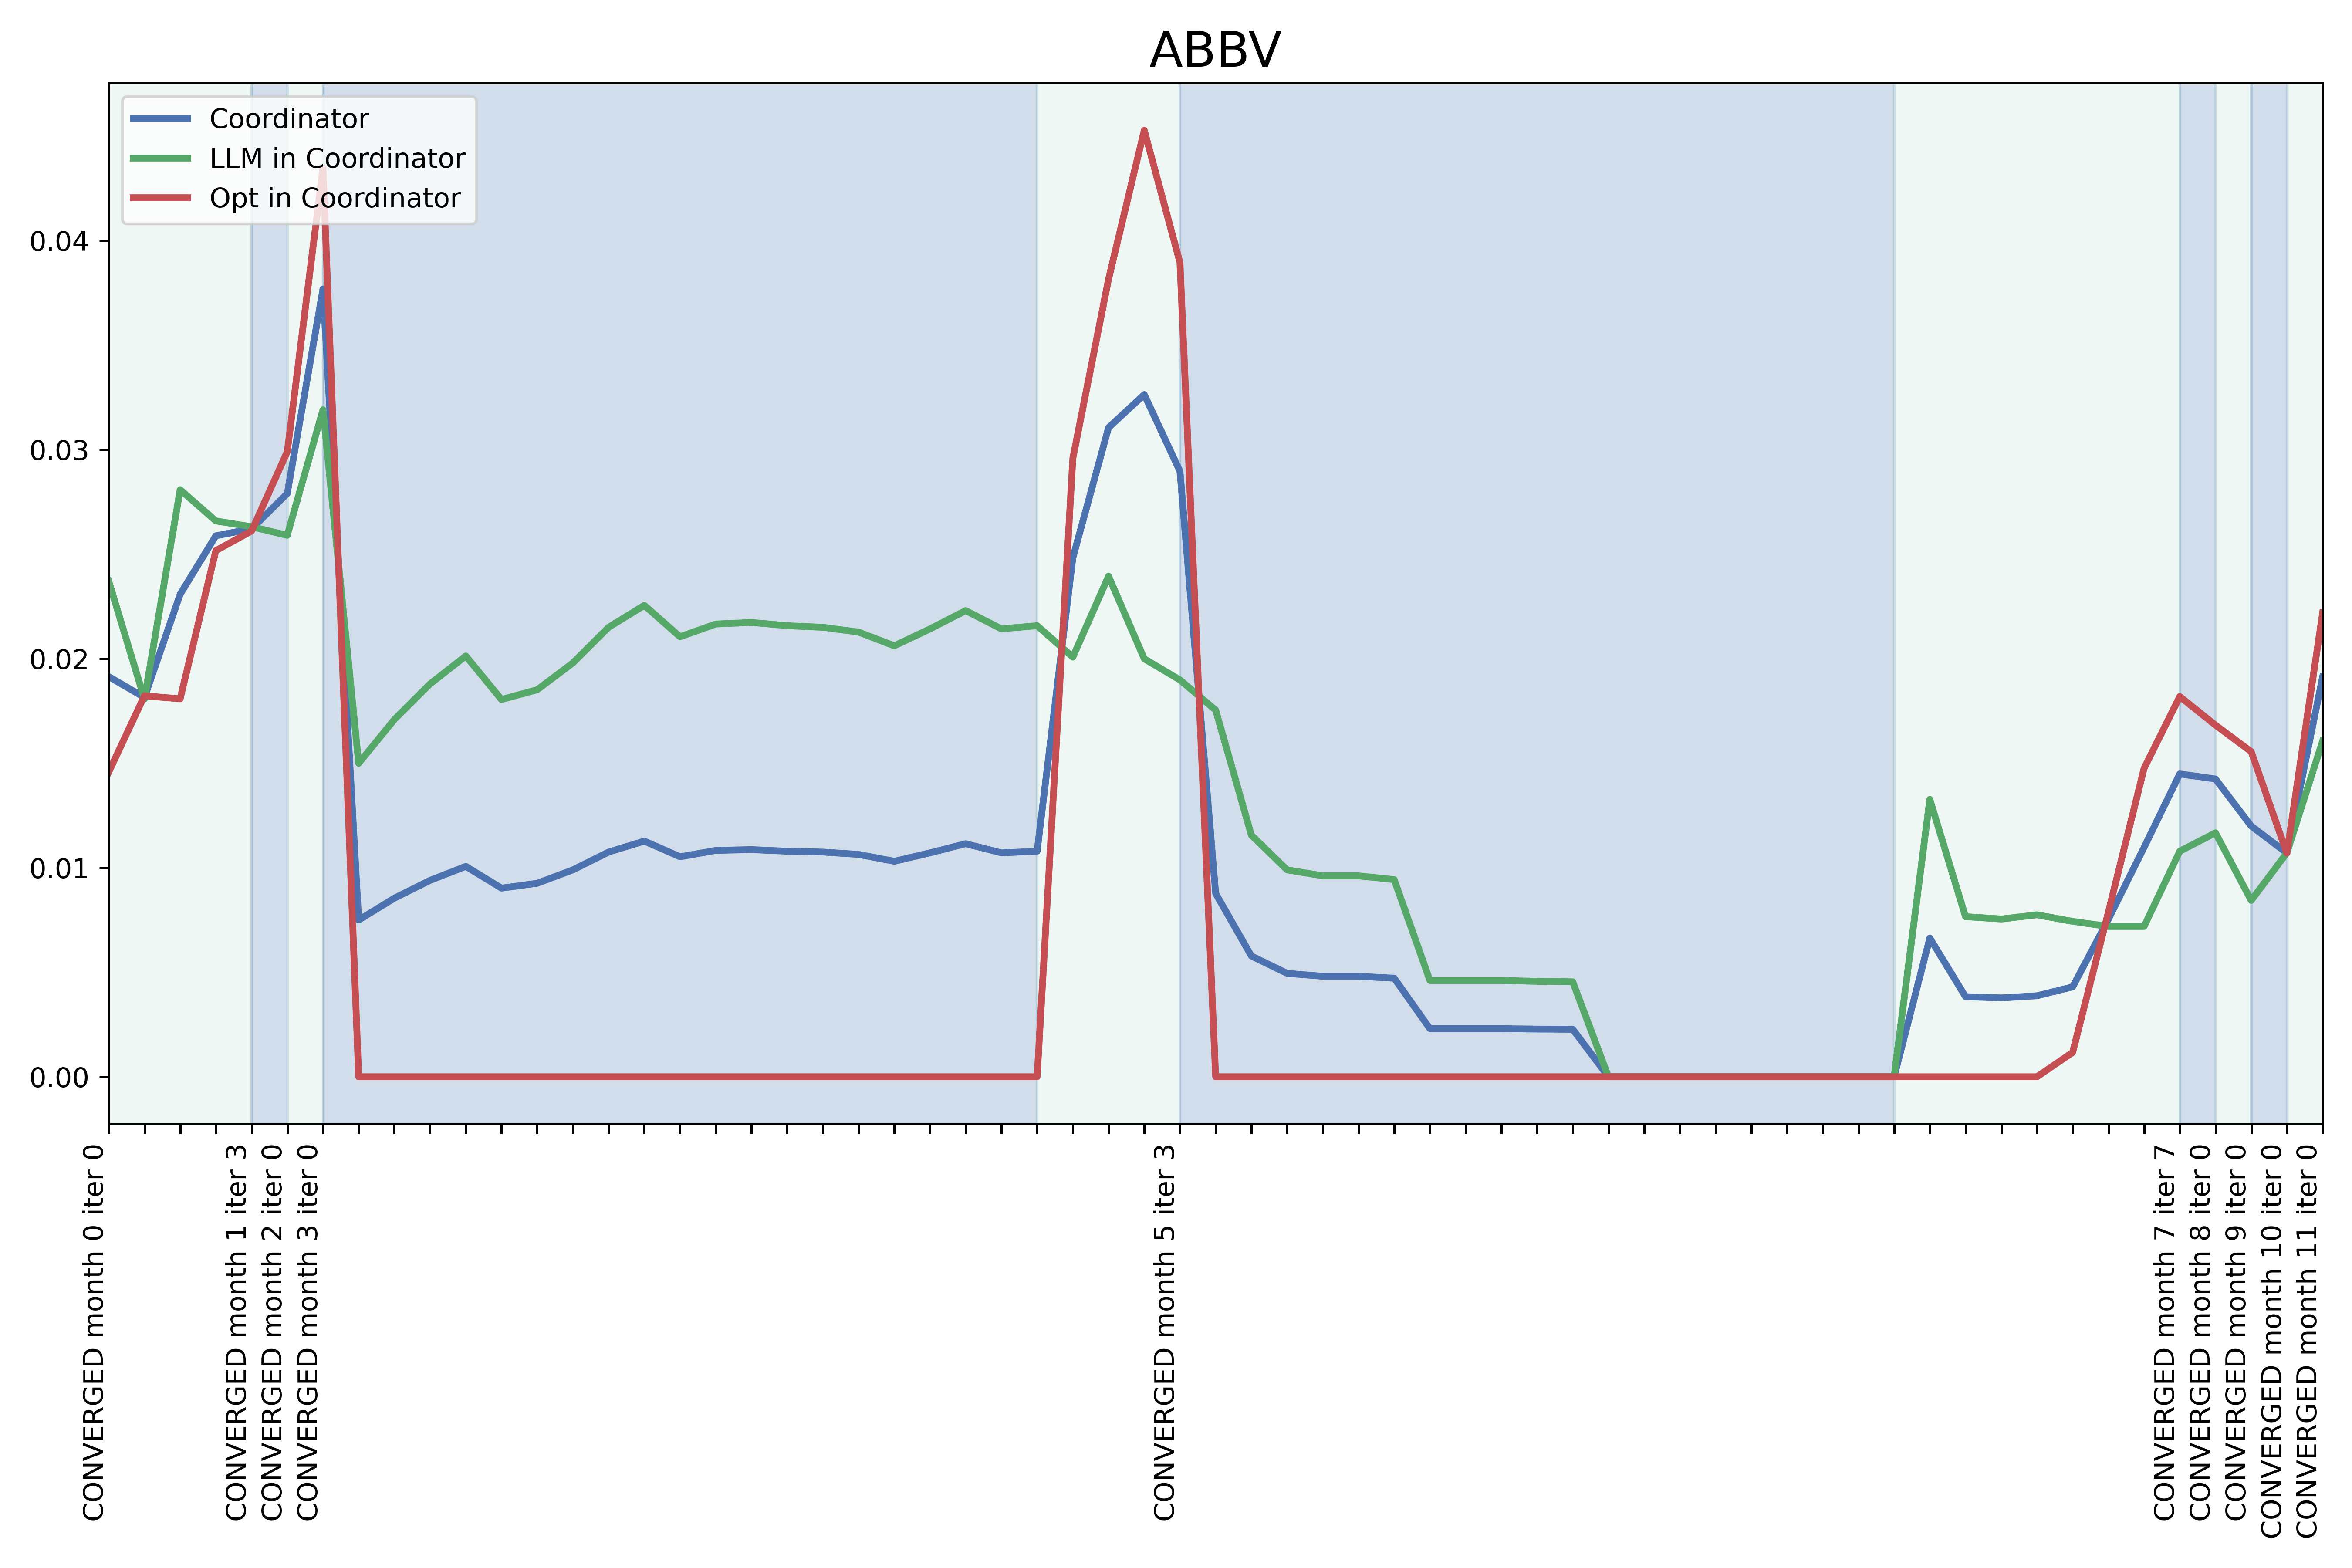 ABBV
Coordinator
LLM in Coordinator
Opt in Coordinator
0.04
0.03
0.02
0.01
0.00
CONVERGED month 0 iter 0
CONVERGED month 1 iter 3
CONVERGED month 2 iter 0
CONVERGED month 3 iter 0
CONVERGED month 5 iter 3
CONVERGED month 7 iter 7
CONVERGED month 8 iter 0
CONVERGED month 9 iter 0
CONVERGED month 10 iter 0
CONVERGED month 11 iter 0